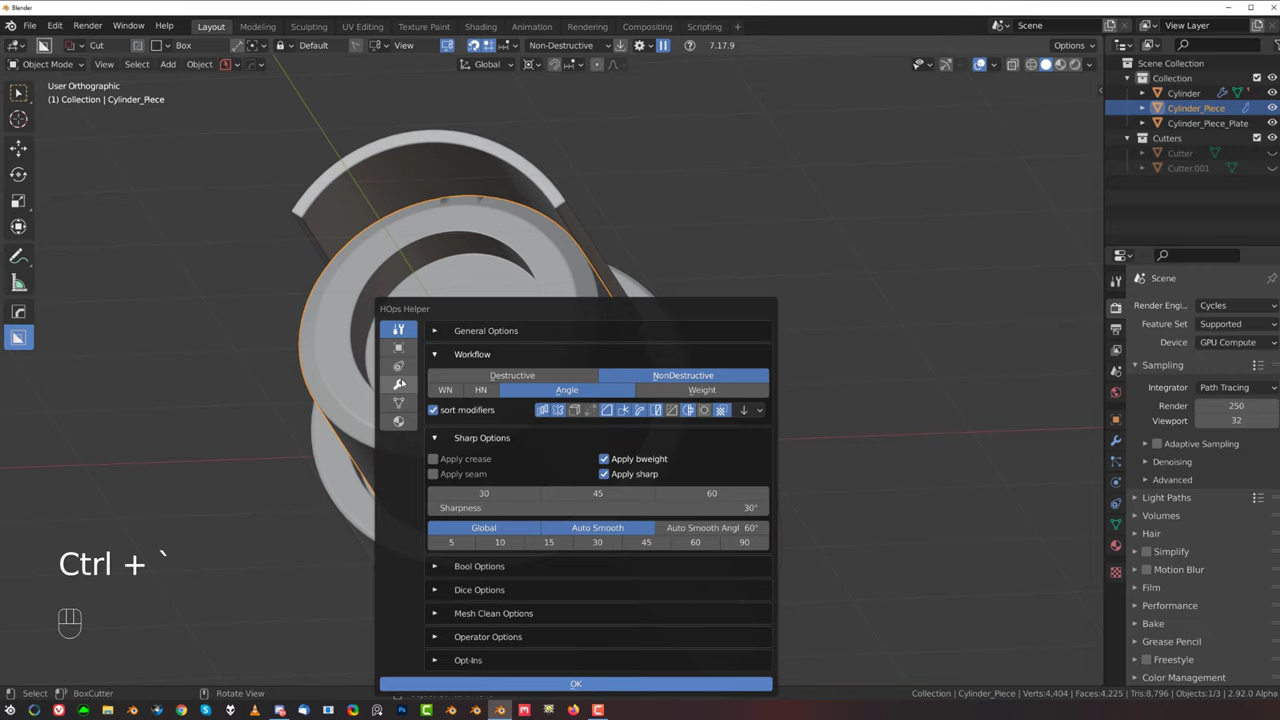 Blender
File Edit Render Window Help
Layout Modeling Sculpting UV Editing Texture Paint Shading Animation Rendering Compositing Scripting
Scene
View Layer
Cut Box Default View Non-Destructive 7.17.9 Options
Object Mode View Select Add Object Global
User Orthographic
(1) Collection | Cylinder_Piece
Scene Collection
Collection
Cylinder
Cylinder_Piece
Cylinder_Piece_Plate
Cutters
Cutter
Cutter.001
HOps Helper
General Options
Workflow
Destructive NonDestructive
WN HN Angle Weight
sort modifiers
Sharp Options
Apply crease Apply bweight
Apply seam Apply sharp
30 45 60
Sharpness 30°
Global Auto Smooth Auto Smooth Angl 60°
5 10 15 30 45 60 90
Bool Options
Dice Options
Mesh Clean Options
Operator Options
Opt-Ins
OK
Ctrl + `
Scene
Render Engi.. Cycles
Feature Set Supported
Device GPU Compute
Sampling
Integrator Path Tracing
Render 250
Viewport 32
Adaptive Sampling
Denoising
Advanced
Light Paths
Volumes
Hair
Simplify
Motion Blur
Film
Performance
Bake
Grease Pencil
Freestyle
Color Management
Select BoxCutter Rotate View
Collection | Cylinder_Piece | Verts:4,404 | Faces:4,225 | Tris:8,796 | Objects:1/3 | 2.92.0 Alpha